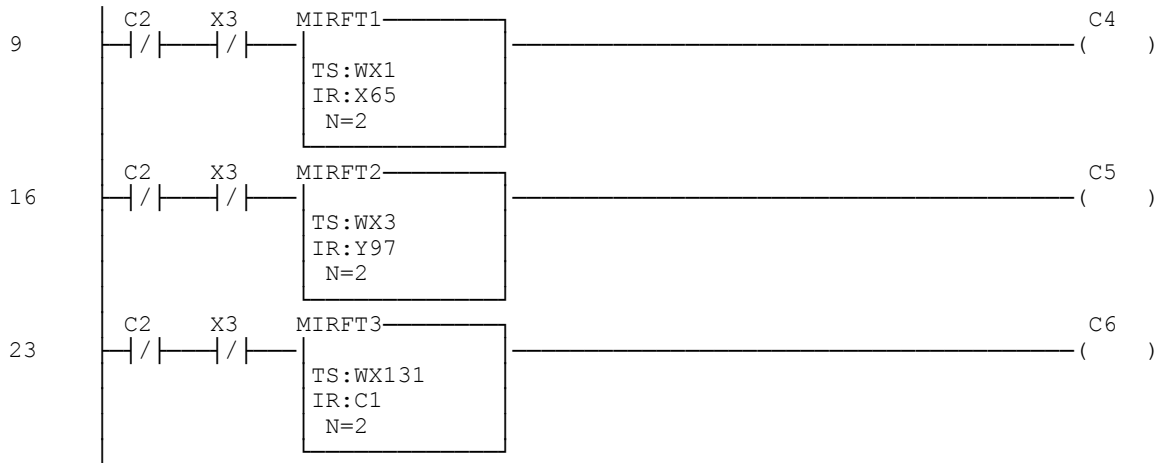 C2 X3 MIRFT1 C4
9 ( )
TS:WX1
IR:X65
N=2
C2 X3 MIRFT2 C5
16 ( )
TS:WX3
IR:Y97
N=2
C2 X3 MIRFT3 C6
23 ( )
TS:WX131
IR:C1
N=2